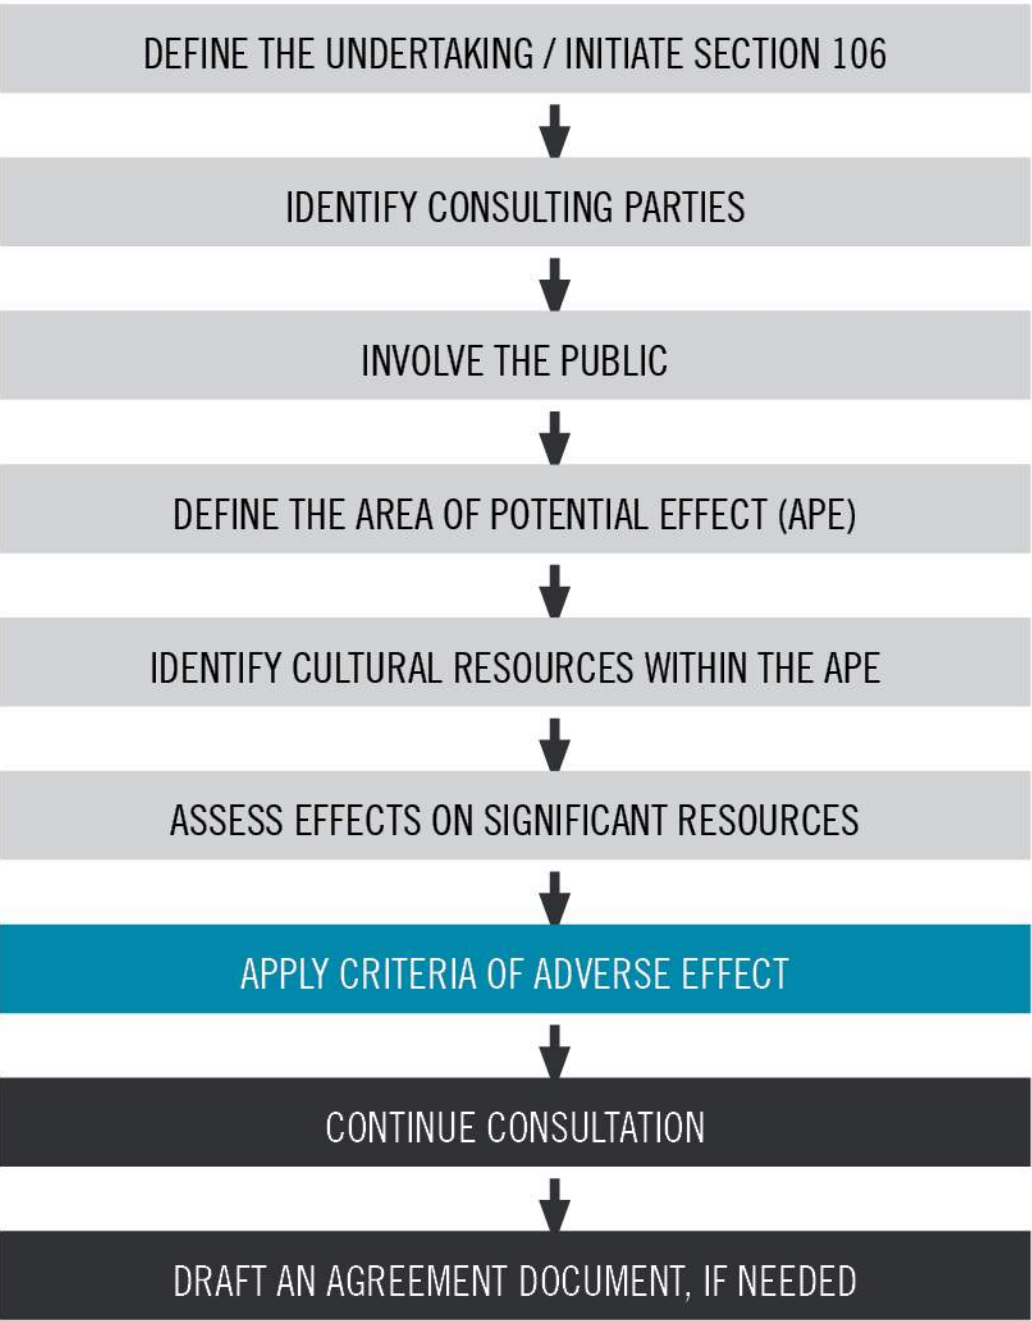 DEFINE THE UNDERTAKING / INITIATE SECTION 106
IDENTIFY CONSULTING PARTIES
INVOLVE THE PUBLIC
DEFINE THE AREA OF POTENTIAL EFFECT (APE)
IDENTIFY CULTURAL RESOURCES WITHIN THE APE
ASSESS EFFECTS ON SIGNIFICANT RESOURCES
APPLY CRITERIA OF ADVERSE EFFECT
CONTINUE CONSULTATION
DRAFT AN AGREEMENT DOCUMENT, IF NEEDED